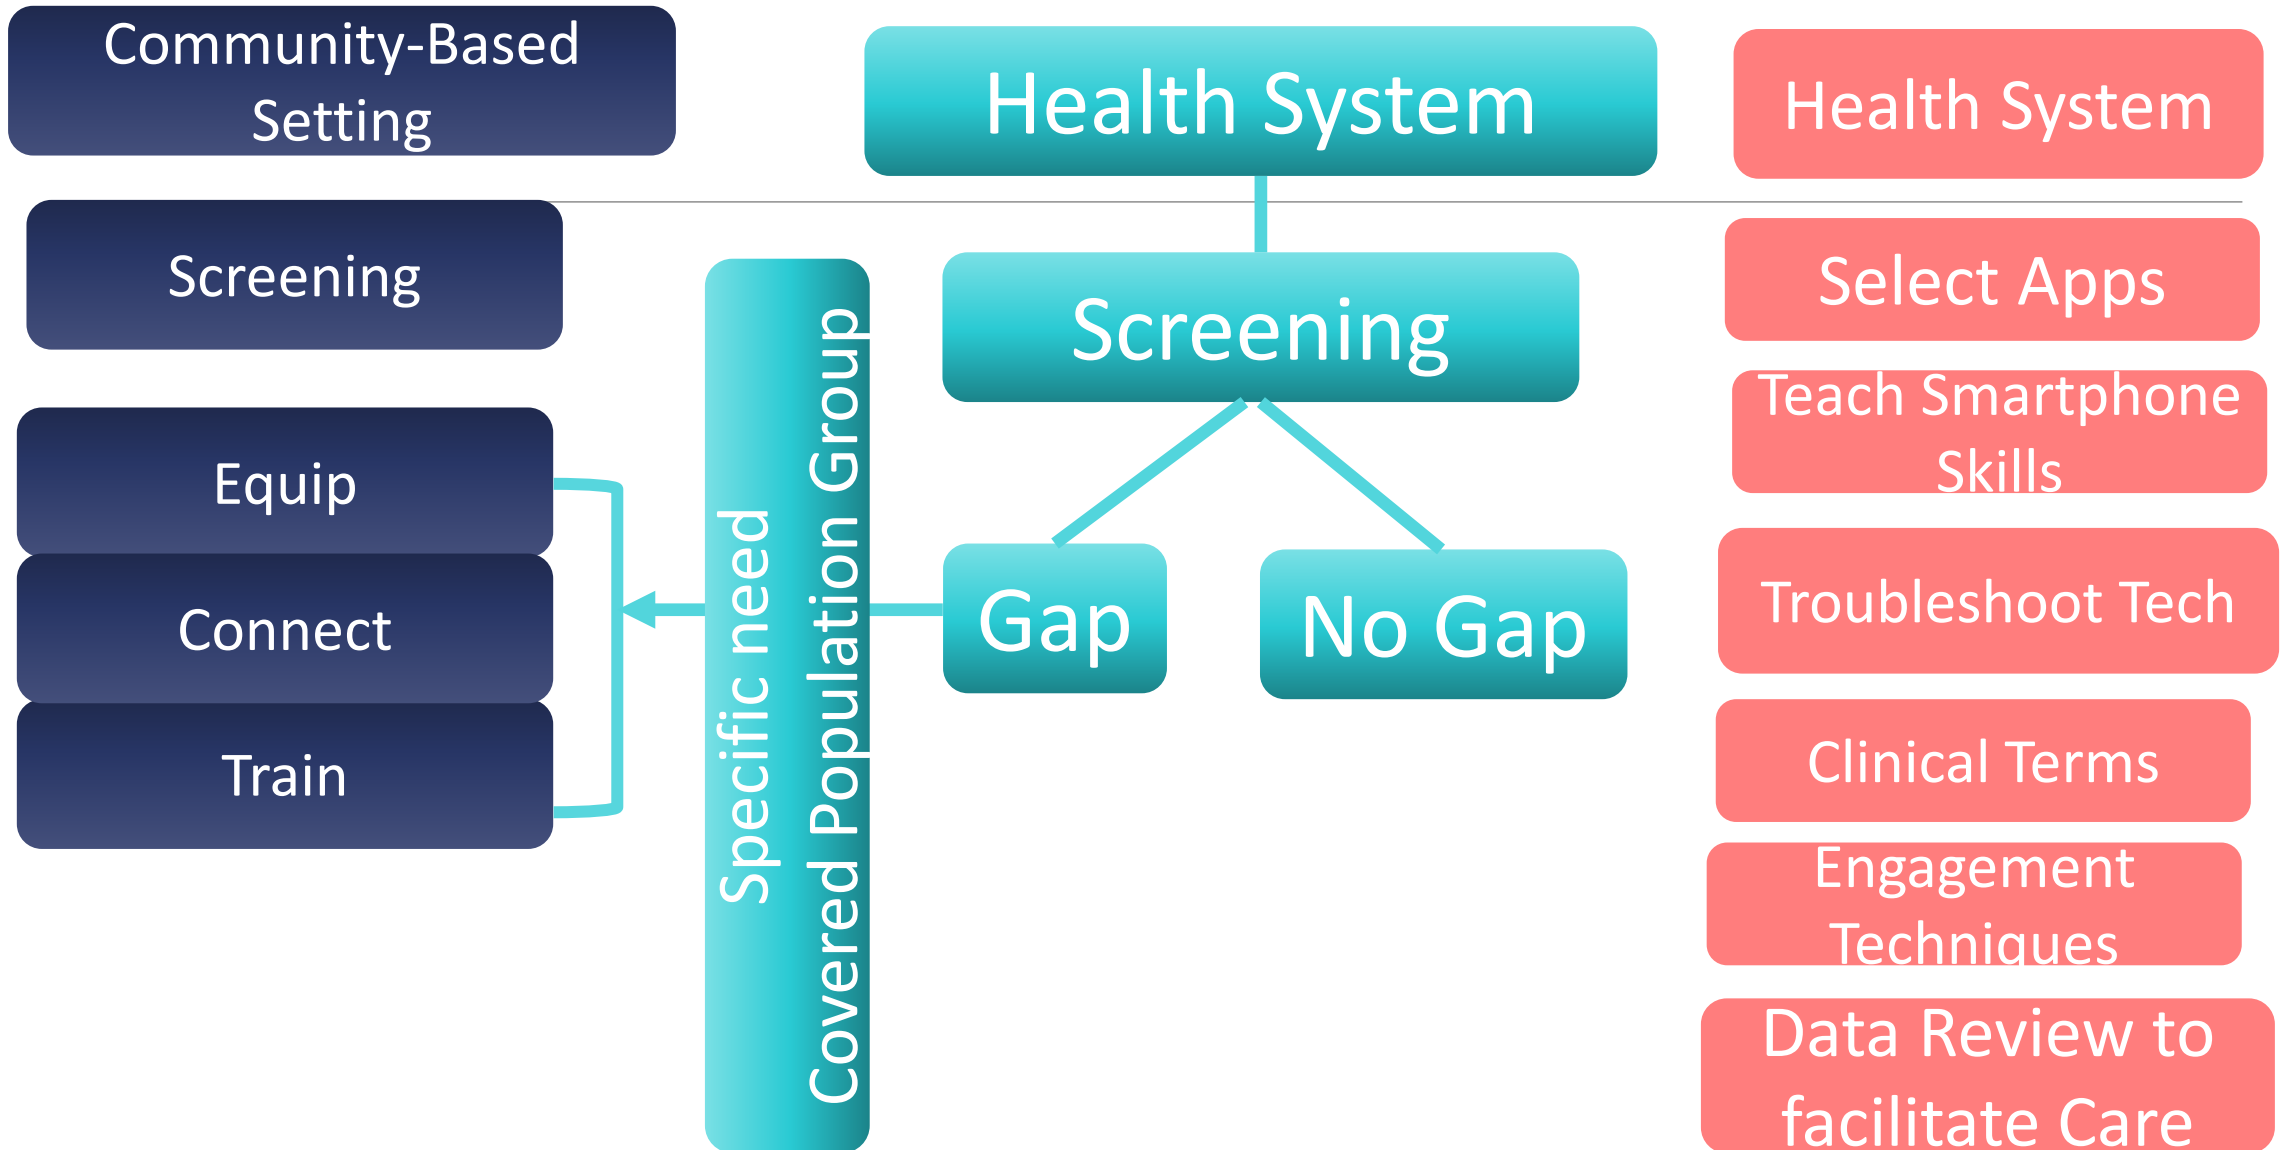 Community-Based
Setting
Screening
Equip
Connect
Train
Specific need
Covered Population Group
Health System
Screening
Gap
No Gap
Health System
Select Apps
Teach Smartphone
Skills
Troubleshoot Tech
Clinical Terms
Engagement
Techniques
Data Review to
facilitate Care